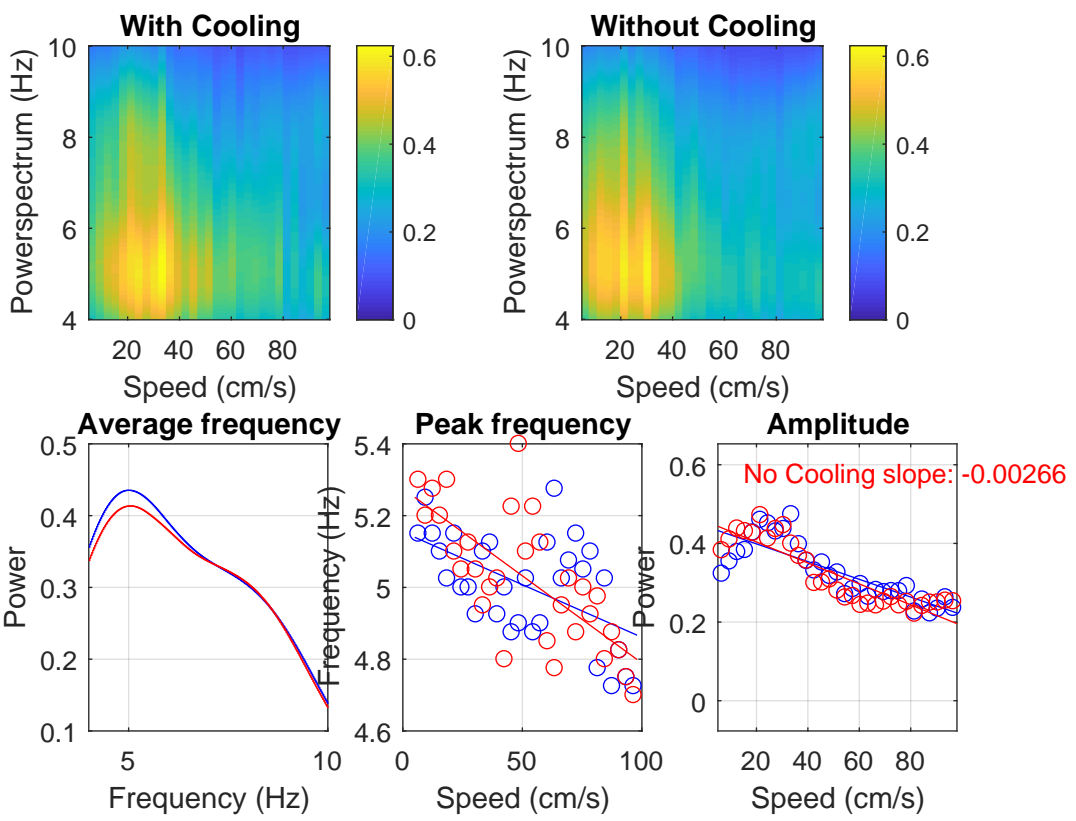 With Cooling
Powerspectrum (Hz)
10
8
6
4
20 40 60 80
Speed (cm/s)
0.6
0.4
0.2
0
Without Cooling
Powerspectrum (Hz)
10
8
6
4
20 40 60 80
Speed (cm/s)
0.6
0.4
0.2
0
Average frequency
Power
0.5
0.4
0.3
0.2
0.1
5 10
Frequency (Hz)
Peak frequency
Frequency (Hz)
5.4
5.2
5
4.8
4.6
0 50 100
Speed (cm/s)
Amplitude
Power
0.6
0.4
0.2
0
No Cooling slope: -0.00266
20 40 60 80
Speed (cm/s)